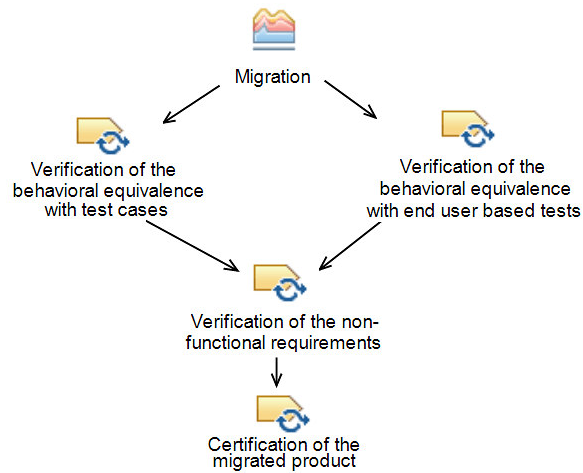 Migration
Verification of the
behavioral equivalence
with test cases
Verification of the
behavioral equivalence
with end user based tests
Verification of the non-
functional requirements
Certification of the
migrated product